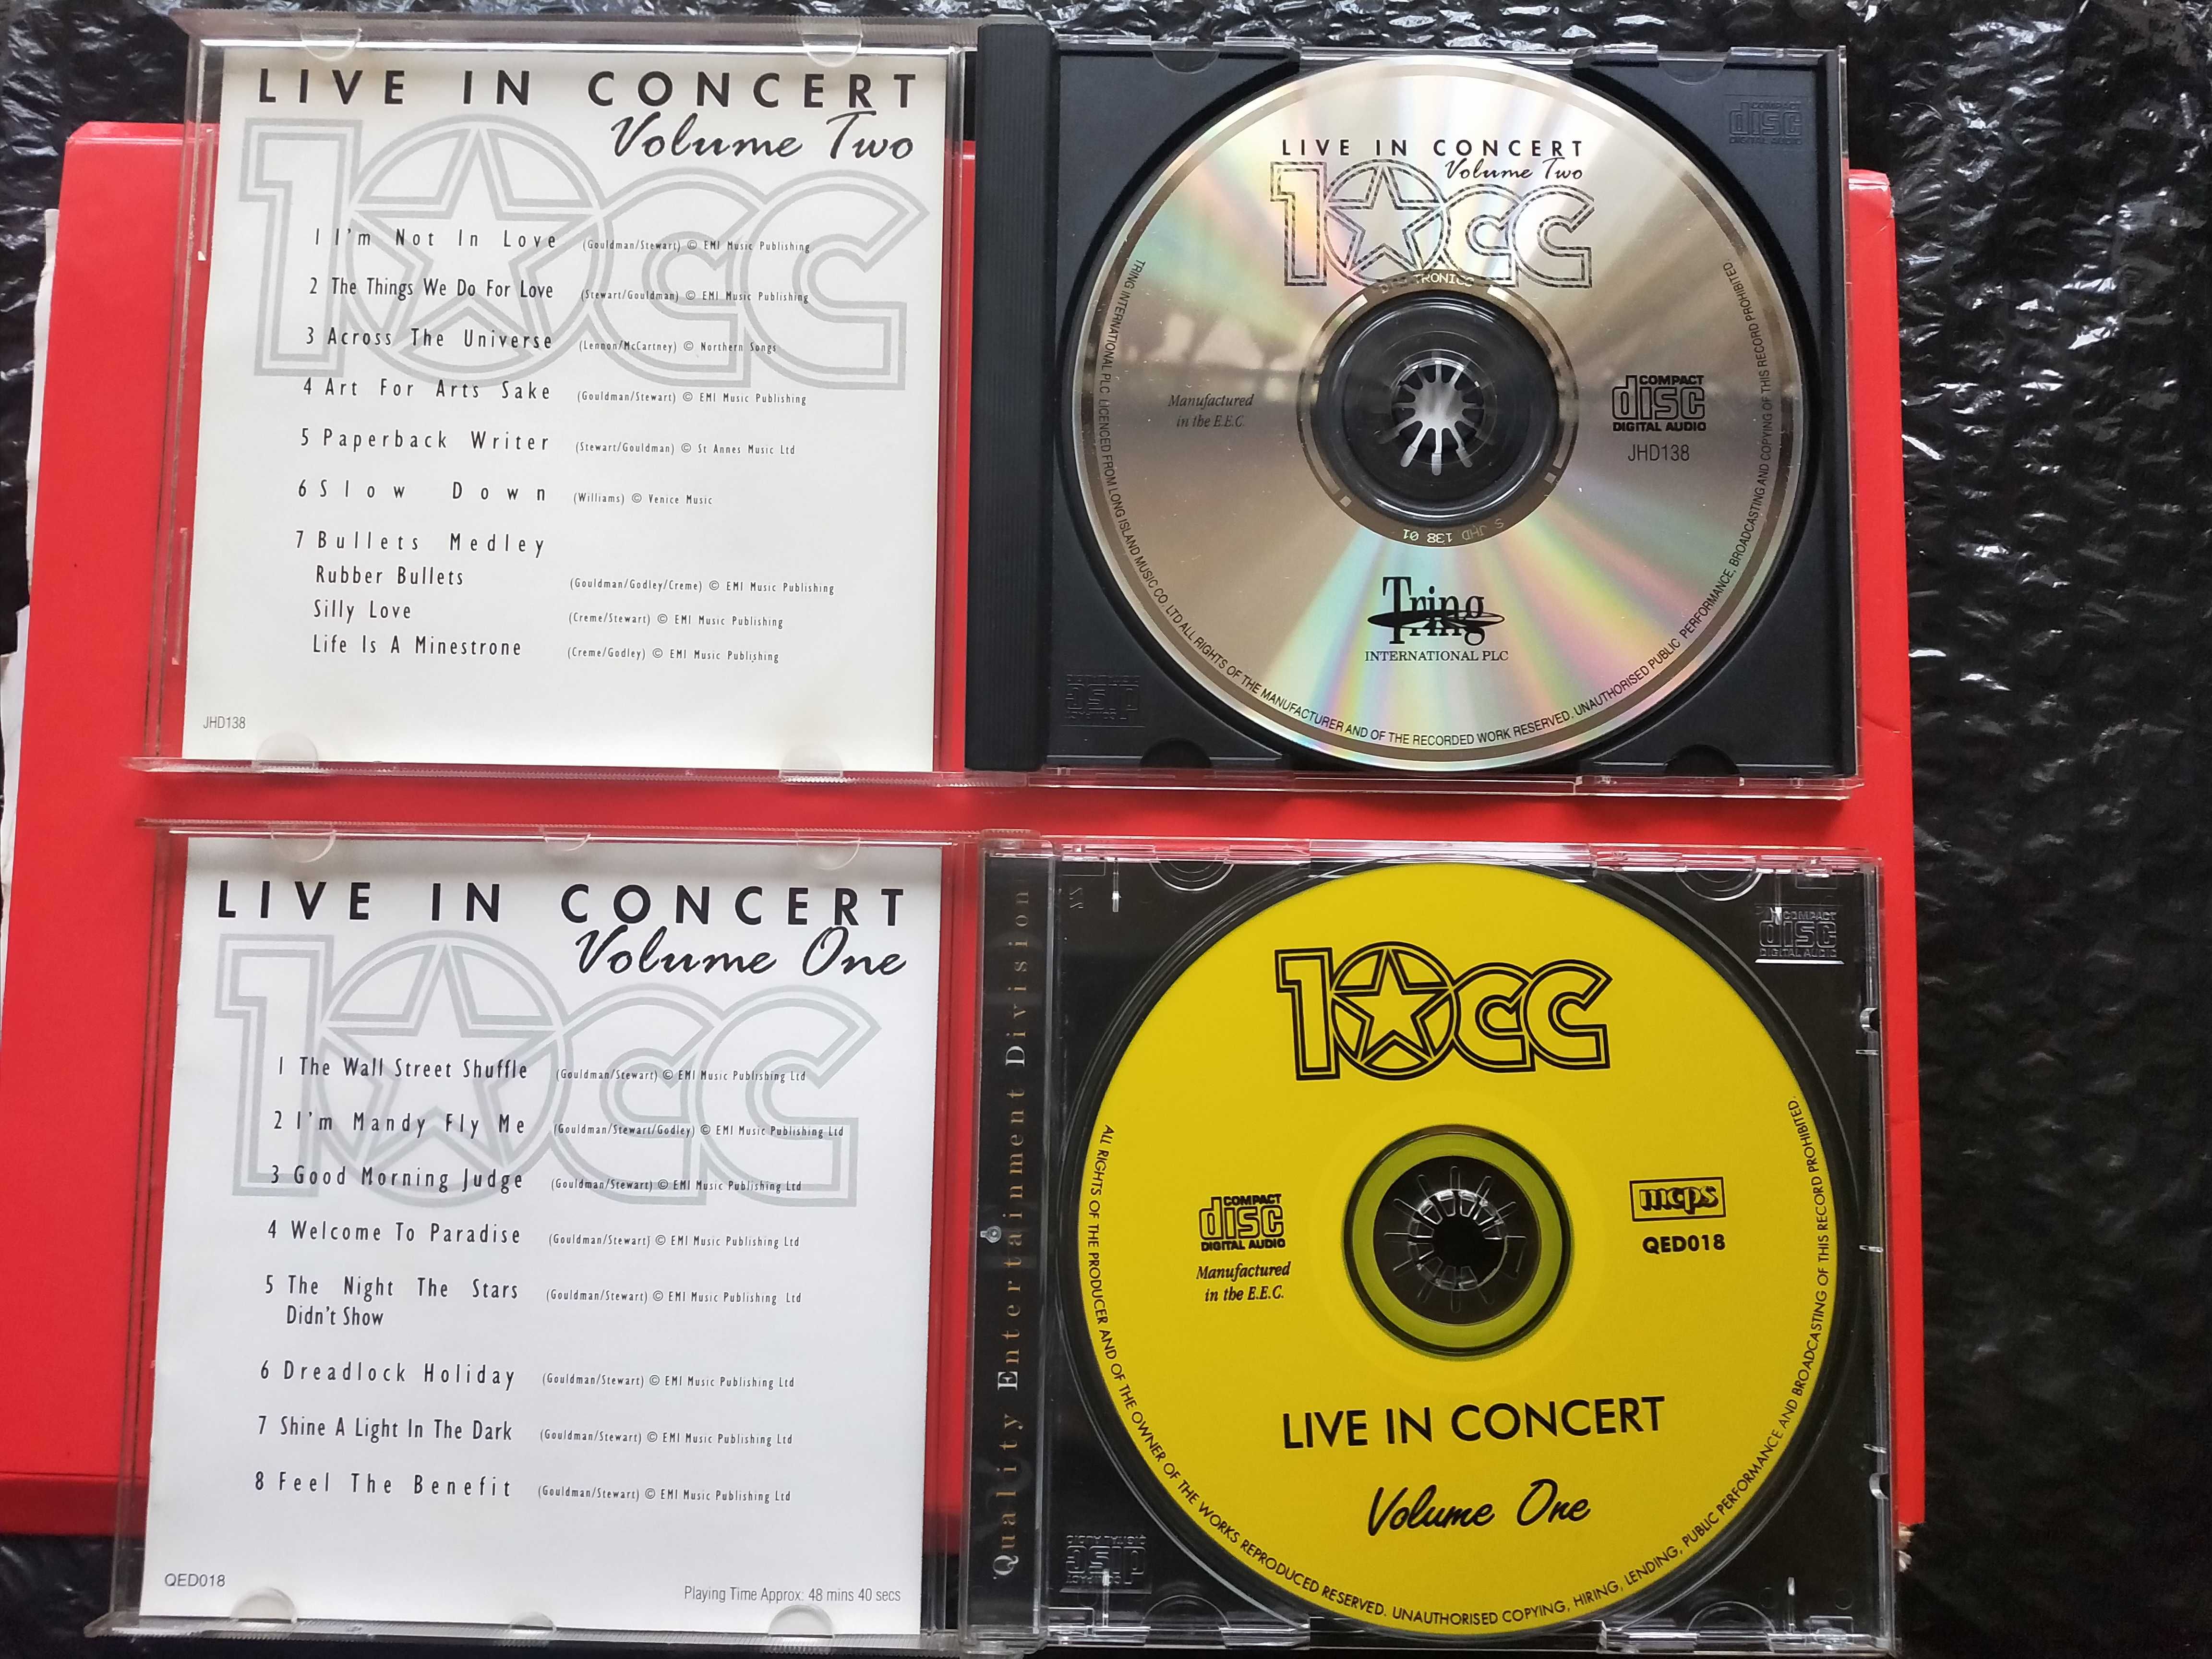 LIVE IN CONCERT
Volume Two
10cc
1 I'm Not In Love (Gouldman/Stewart) © EMI Music Publishing
2 The Things We Do For Love (Stewart/Gouldman) © EMI Music Publishing
3 Across The Universe (Lennon/McCartney) © Northern Songs
4 Art For Arts Sake (Gouldman/Stewart) © EMI Music Publishing
5 Paperback Writer (Stewart/Gouldman) © St Annes Music Ltd
6 Slow Down (Williams) © Venice Music
7 Bullets Medley
Rubber Bullets (Gouldman/Godley/Creme) © EMI Music Publishing
Silly Love (Creme/Stewart) © EMI Music Publishing
Life Is A Minestrone (Creme/Godley) © EMI Music Publishing
JHD138
COMPACT
disc
DIGITAL AUDIO
LIVE IN CONCERT
Volume Two
10cc
Manufactured
in the E.E.C.
COMPACT
disc
DIGITAL AUDIO
JHD138
S JHD 138 01
Tring
INTERNATIONAL PLC
TRING INTERNATIONAL PLC LICENCED FROM LONG ISLAND MUSIC CO. LTD ALL RIGHTS OF THE MANUFACTURER AND OF THE RECORDED WORK RESERVED. UNAUTHORISED PUBLIC PERFORMANCE, BROADCASTING AND COPYING OF THIS RECORD PROHIBITED.
LIVE IN CONCERT
Volume One
10cc
1 The Wall Street Shuffle (Gouldman/Stewart) © EMI Music Publishing Ltd
2 I'm Mandy Fly Me (Gouldman/Stewart/Godley) © EMI Music Publishing Ltd
3 Good Morning Judge (Gouldman/Stewart) © EMI Music Publishing Ltd
4 Welcome To Paradise (Gouldman/Stewart) © EMI Music Publishing Ltd
5 The Night The Stars (Gouldman/Stewart) © EMI Music Publishing Ltd
Didn't Show
6 Dreadlock Holiday (Gouldman/Stewart) © EMI Music Publishing Ltd
7 Shine A Light In The Dark (Gouldman/Stewart) © EMI Music Publishing Ltd
8 Feel The Benefit (Gouldman/Stewart) © EMI Music Publishing Ltd
QED018
Playing Time Approx: 48 mins 40 secs
Quality Entertainment Division
COMPACT
disc
DIGITAL AUDIO
10cc
COMPACT
disc
DIGITAL AUDIO
Manufactured
in the E.E.C.
mcps
QED018
LIVE IN CONCERT
Volume One
ALL RIGHTS OF THE PRODUCER AND OF THE OWNER OF THE WORKS REPRODUCED RESERVED. UNAUTHORISED COPYING, HIRING, LENDING, PUBLIC PERFORMANCE AND BROADCASTING OF THIS RECORD PROHIBITED.